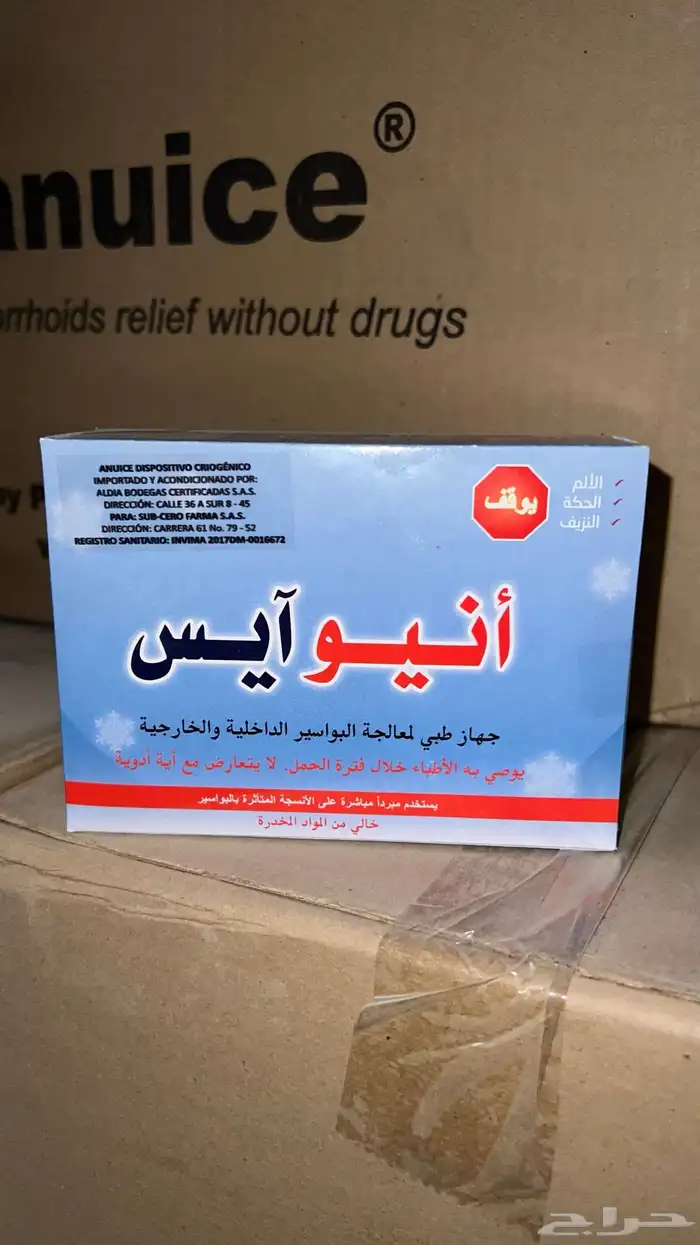 anuice®
relief without drugs
ANUICE DISPOSITIVO CRIOGÉNICO
IMPORTADO Y ACONDICIONADO POR:
ALDIA BODEGAS CERTIFICADAS S.A.S.
DIRECCIÓN: CALLE 36 A SUR 8 - 45
PARA: SUB-CERO FARMA S.A.S.
DIRECCIÓN: CARRERA 61 No. 79 - 52
REGISTRO SANITARIO: INVIMA 2017DM-0016672
يوقف
الألم
الحكة
النزيف
أنيو آيس
جهاز طبي لمعالجة البواسير الداخلية والخارجية
يوصي به الأطباء خلال فترة الحمل. لا يتعارض مع أية أدوية
يستخدم مبرداً مباشرة على الأنسجة المتأثرة بالبواسير
خالي من المواد المخدرة
حراج